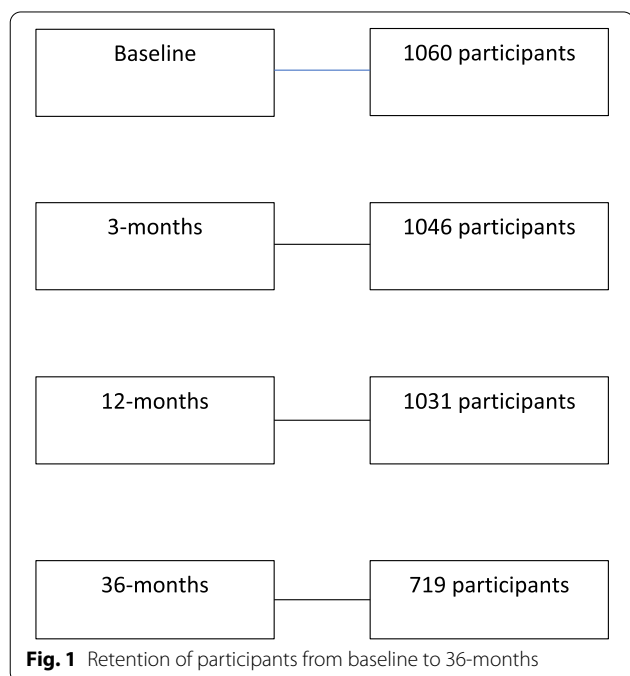 Baseline
1060 participants
3-months
1046 participants
12-months
1031 participants
36-months
719 participants
Fig. 1 Retention of participants from baseline to 36-months